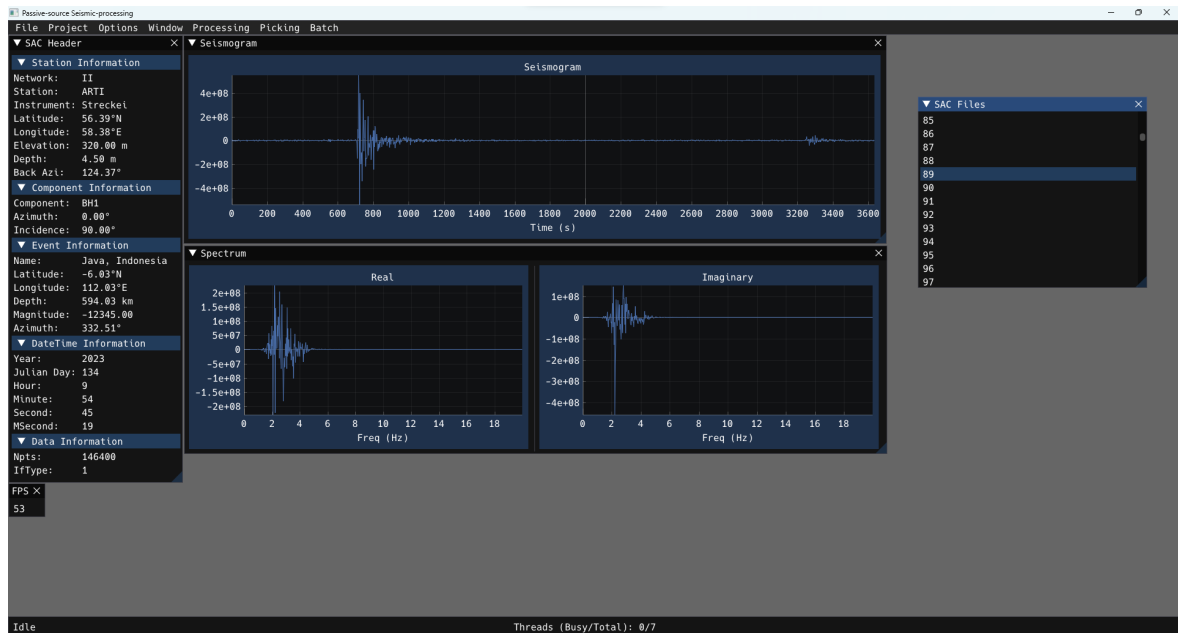 Passive-source Seismic-processing
File Project Options Window Processing Picking Batch
SAC Header
Station Information
Network: II
Station: ARTI
Instrument: Streckei
Latitude: 56.39°N
Longitude: 58.38°E
Elevation: 320.00 m
Depth: 4.50 m
Back Azi: 124.37°
Component Information
Component: BH1
Azimuth: 0.00°
Incidence: 90.00°
Event Information
Name: Java, Indonesia
Latitude: -6.03°N
Longitude: 112.03°E
Depth: 594.03 km
Magnitude: -12345.00
Azimuth: 332.51°
DateTime Information
Year: 2023
Julian Day: 134
Hour: 9
Minute: 54
Second: 45
MSecond: 19
Data Information
Npts: 146400
IfType: 1
FPS
53
Seismogram
Seismogram
4e+08
2e+08
0
-2e+08
-4e+08
0 200 400 600 800 1000 1200 1400 1600 1800 2000 2200 2400 2600 2800 3000 3200 3400 3600
Time (s)
Spectrum
Real
2e+08
1.5e+08
1e+08
5e+07
0
-5e+07
-1e+08
-1.5e+08
-2e+08
0 2 4 6 8 10 12 14 16 18
Freq (Hz)
Imaginary
1e+08
0
-1e+08
-2e+08
-3e+08
-4e+08
0 2 4 6 8 10 12 14 16 18
Freq (Hz)
SAC Files
85
86
87
88
89
90
91
92
93
94
95
96
97
Idle
Threads (Busy/Total): 0/7